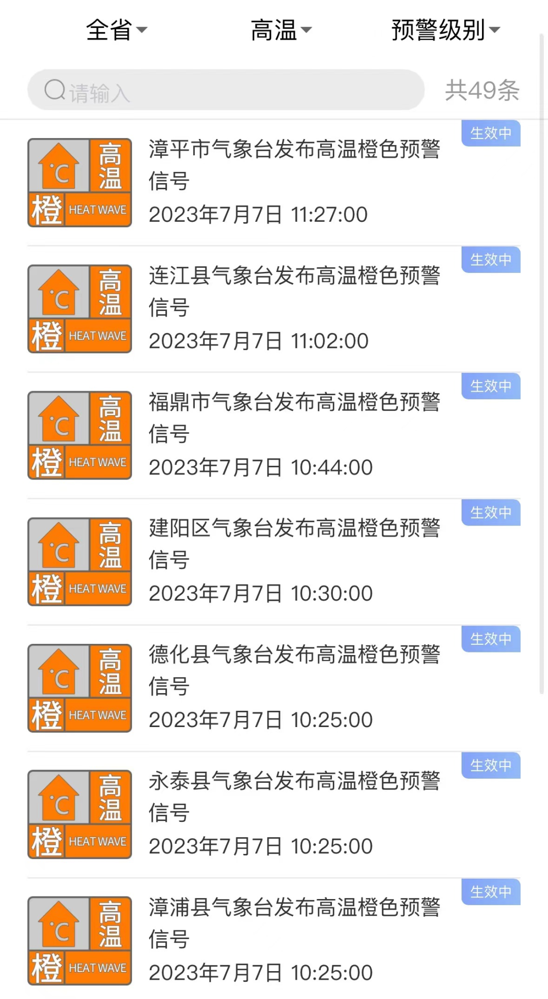 全省 高温 预警级别
请输入 共49条
生效中
高温 ℃ 橙 HEAT WAVE
漳平市气象台发布高温橙色预警
信号
2023年7月7日 11:27:00
生效中
高温 ℃ 橙 HEAT WAVE
连江县气象台发布高温橙色预警
信号
2023年7月7日 11:02:00
生效中
高温 ℃ 橙 HEAT WAVE
福鼎市气象台发布高温橙色预警
信号
2023年7月7日 10:44:00
生效中
高温 ℃ 橙 HEAT WAVE
建阳区气象台发布高温橙色预警
信号
2023年7月7日 10:30:00
生效中
高温 ℃ 橙 HEAT WAVE
德化县气象台发布高温橙色预警
信号
2023年7月7日 10:25:00
生效中
高温 ℃ 橙 HEAT WAVE
永泰县气象台发布高温橙色预警
信号
2023年7月7日 10:25:00
生效中
高温 ℃ 橙 HEAT WAVE
漳浦县气象台发布高温橙色预警
信号
2023年7月7日 10:25:00